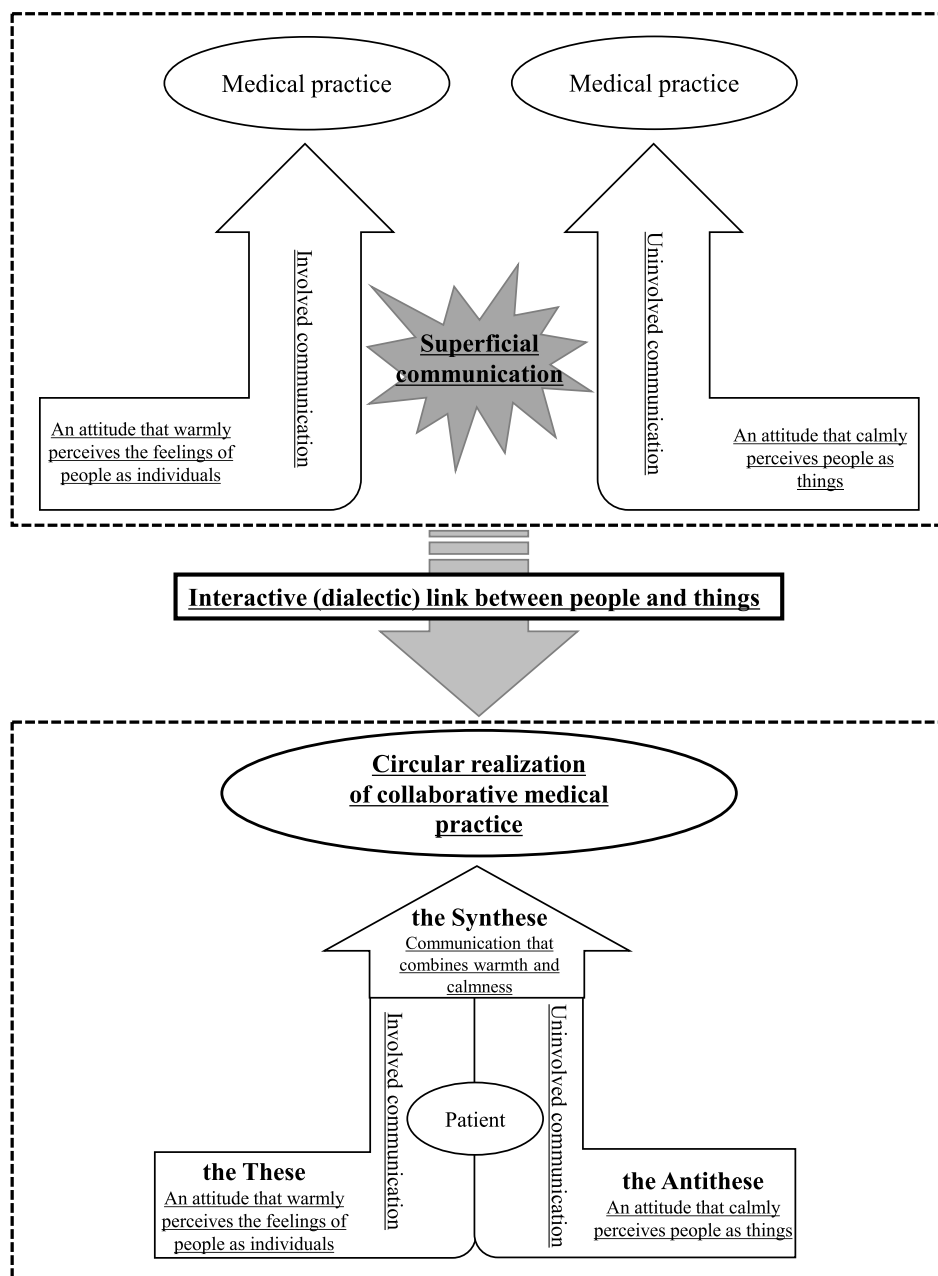 Medical practice
Medical practice
Involved communication
Superficial
communication
Uninvolved communication
An attitude that warmly
perceives the feelings of
people as individuals
An attitude that calmly
perceives people as
things
Interactive (dialectic) link between people and things
Circular realization
of collaborative medical
practice
the Synthese
Communication that
combines warmth and
calmness
Involved communication
Uninvolved communication
Patient
the These
An attitude that warmly
perceives the feelings of
people as individuals
the Antithese
An attitude that calmly
perceives people as things